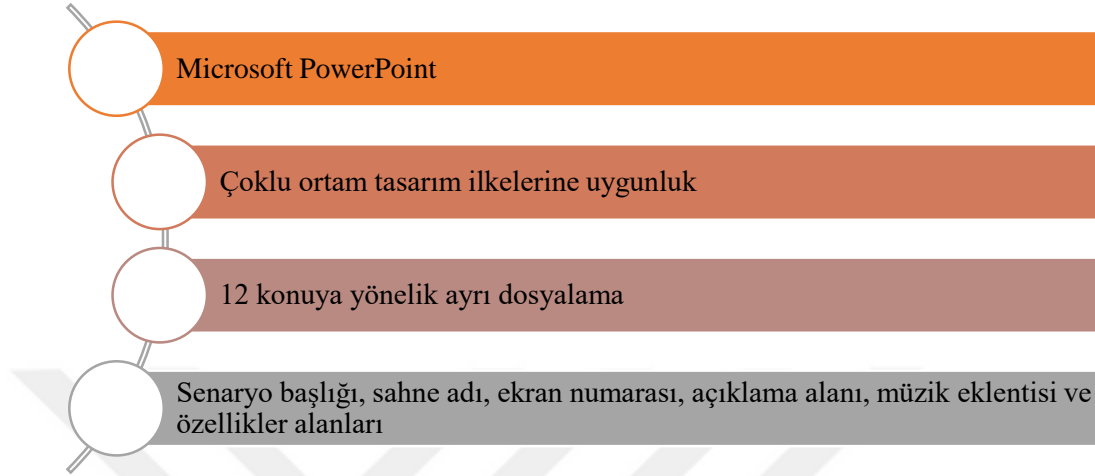 Microsoft PowerPoint
Çoklu ortam tasarım ilkelerine uygunluk
12 konuya yönelik ayrı dosyalama
Senaryo başlığı, sahne adı, ekran numarası, açıklama alanı, müzik eklentisi ve
özellikler alanları